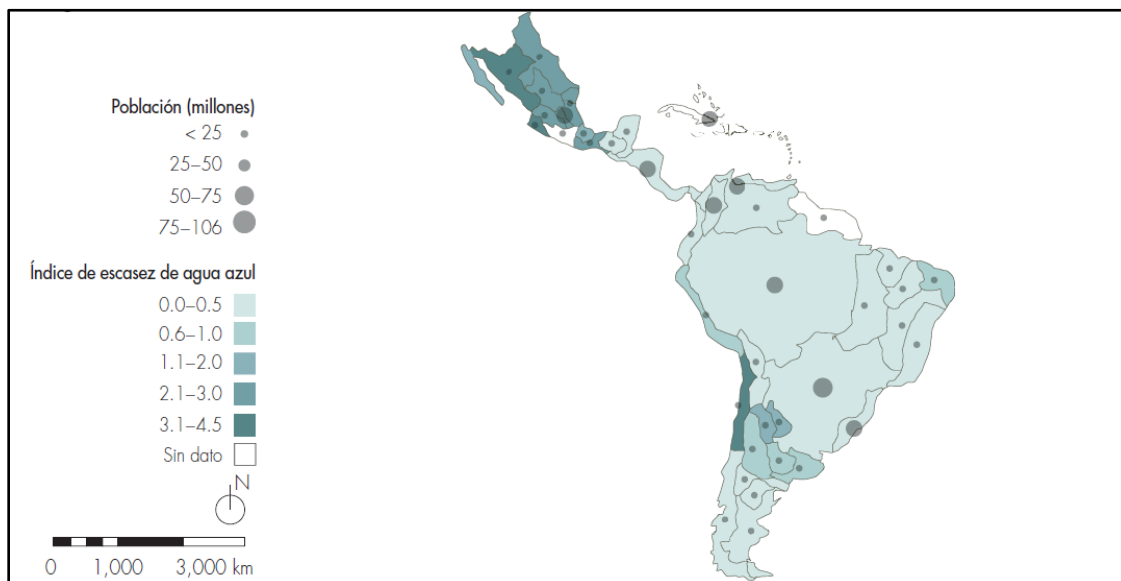 Población (millones)
< 25
25–50
50–75
75–106
Índice de escasez de agua azul
0.0–0.5
0.6–1.0
1.1–2.0
2.1–3.0
3.1–4.5
Sin dato
N
0 1,000 3,000 km